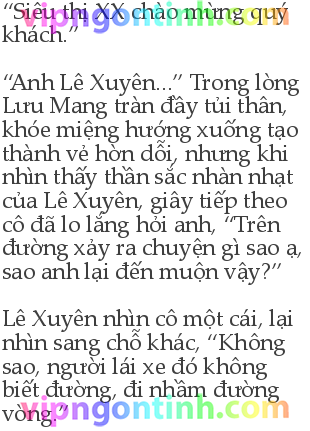 “Siêu thị XX chào mừng quý
khách.”
“Anh Lê Xuyên...” Trong lòng
Lưu Mang tràn đầy tủi thân,
khóe miệng hướng xuống tạo
thành vẻ hờn dỗi, nhưng khi
nhìn thấy thần sắc nhàn nhạt
của Lê Xuyên, giây tiếp theo
cô đã lo lắng hỏi anh, “Trên
đường xảy ra chuyện gì sao ạ,
sao anh lại đến muộn vậy?”
Lê Xuyên nhìn cô một cái, lại
nhìn sang chỗ khác, “Không
sao, người lái xe đó không
biết đường, đi nhầm đường
vòng.”
vipngontinh.com
vipngontinh.com